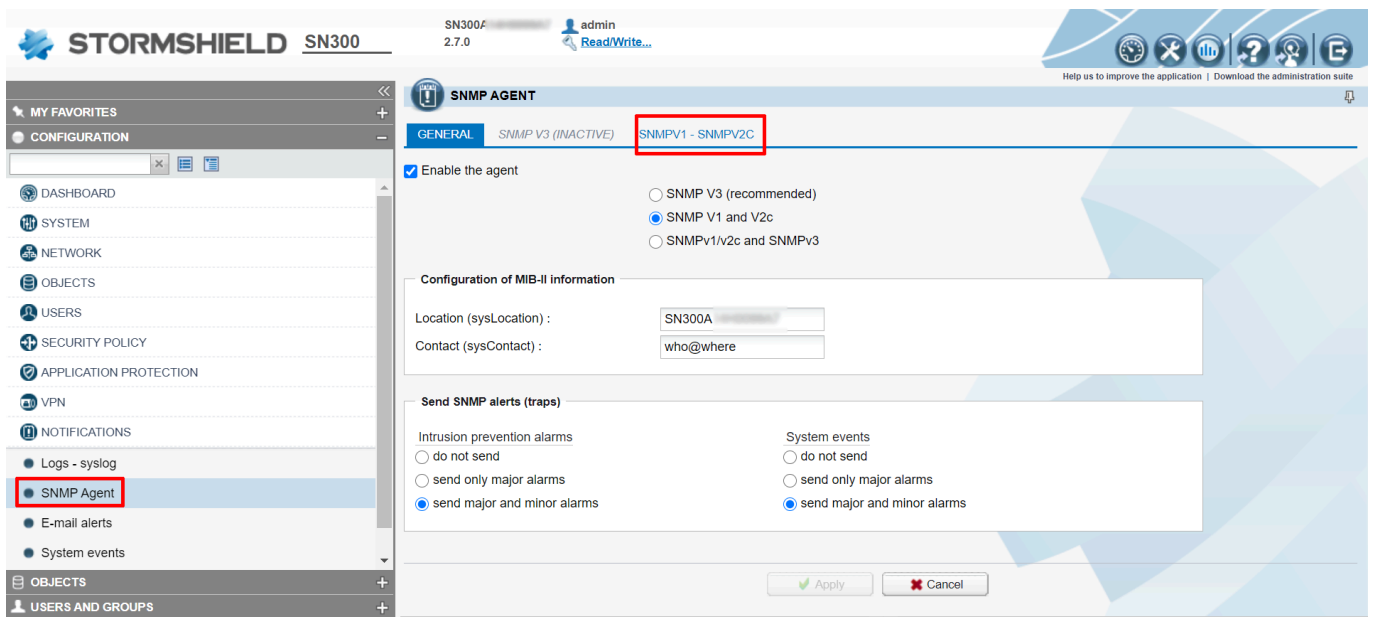 STORMSHIELD SN300
SN300A
2.7.0
admin
Read/Write...
Help us to improve the application | Download the administration suite
MY FAVORITES
CONFIGURATION
DASHBOARD
SYSTEM
NETWORK
OBJECTS
USERS
SECURITY POLICY
APPLICATION PROTECTION
VPN
NOTIFICATIONS
Logs - syslog
SNMP Agent
E-mail alerts
System events
OBJECTS
USERS AND GROUPS
SNMP AGENT
GENERAL SNMP V3 (INACTIVE) SNMPV1 - SNMPV2C
Enable the agent
SNMP V3 (recommended)
SNMP V1 and V2c
SNMPv1/v2c and SNMPv3
Configuration of MIB-II information
Location (sysLocation) : SN300A
Contact (sysContact) : who@where
Send SNMP alerts (traps)
Intrusion prevention alarms
do not send
send only major alarms
send major and minor alarms
System events
do not send
send only major alarms
send major and minor alarms
Apply Cancel